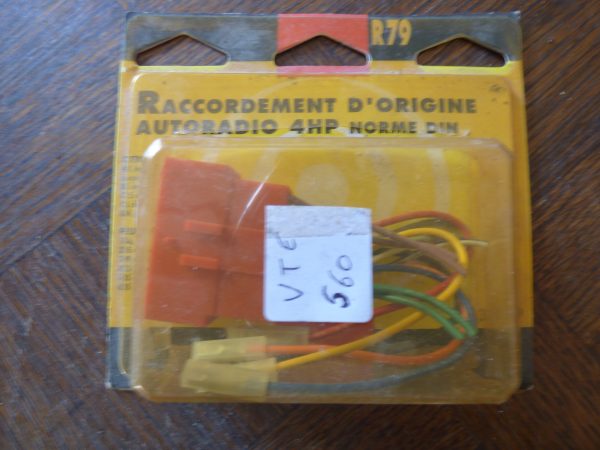 R79
RACCORDEMENT D'ORIGINE
AUTORADIO 4HP NORME DIN
VTE
560